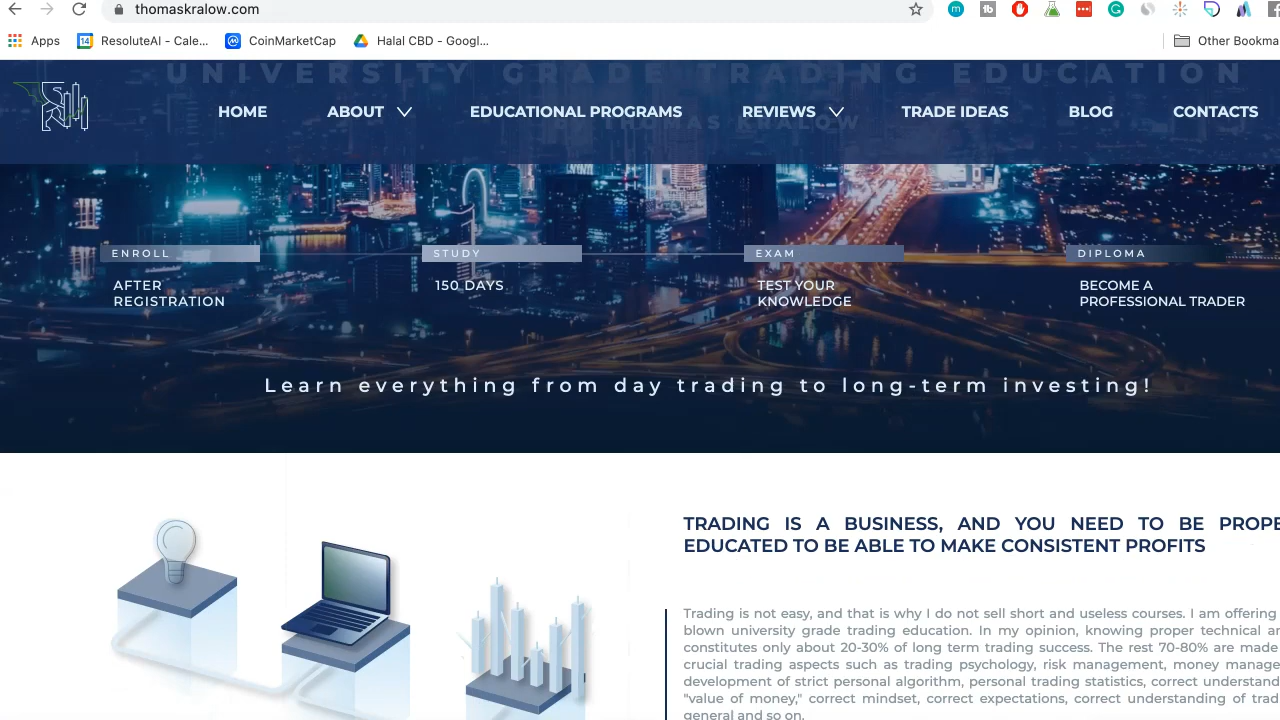 thomaskralow.com
Apps
ResoluteAI - Cale...
CoinMarketCap
Halal CBD - Googl...
Other Bookma
UNIVERSITY GRADE TRADING EDUCATION
THOMAS KRALOW
HOME
ABOUT
EDUCATIONAL PROGRAMS
REVIEWS
TRADE IDEAS
BLOG
CONTACTS
ENROLL
AFTER
REGISTRATION
STUDY
150 DAYS
EXAM
TEST YOUR
KNOWLEDGE
DIPLOMA
BECOME A
PROFESSIONAL TRADER
Learn everything from day trading to long-term investing!
TRADING IS A BUSINESS, AND YOU NEED TO BE PROPE
EDUCATED TO BE ABLE TO MAKE CONSISTENT PROFITS
Trading is not easy, and that is why I do not sell short and useless courses. I am offering
blown university grade trading education. In my opinion, knowing proper technical an
constitutes only about 20-30% of long term trading success. The rest 70-80% are made
crucial trading aspects such as trading psychology, risk management, money manage
development of strict personal algorithm, personal trading statistics, correct understand
"value of money," correct mindset, correct expectations, correct understanding of trad
general and so on.